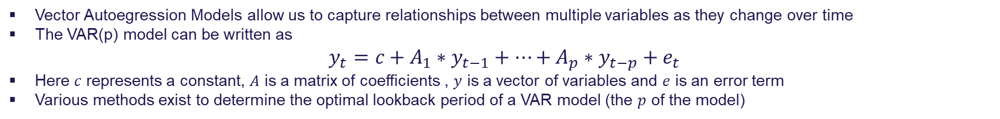 ▪ Vector Autoegression Models allow us to capture relationships between multiple variables as they change over time
▪ The VAR(p) model can be written as
y_t = c + A_1 * y_{t−1} + ⋯ + A_p * y_{t−p} + e_t
▪ Here c represents a constant, A is a matrix of coefficients , y is a vector of variables and e is an error term
▪ Various methods exist to determine the optimal lookback period of a VAR model (the p of the model)